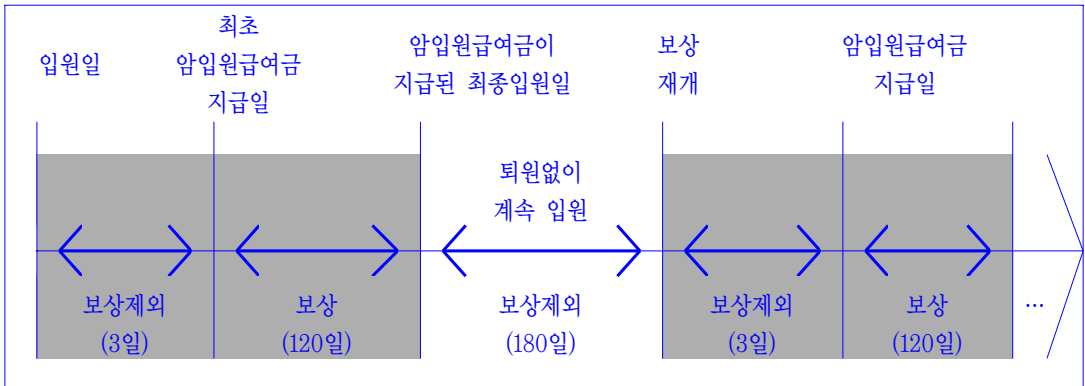 입원일
최초
암입원급여금
지급일
암입원급여금이
지급된 최종입원일
보상
재개
암입원급여금
지급일
퇴원없이
계속 입원
보상제외
(3일)
보상
(120일)
보상제외
(180일)
보상제외
(3일)
보상
(120일)
…